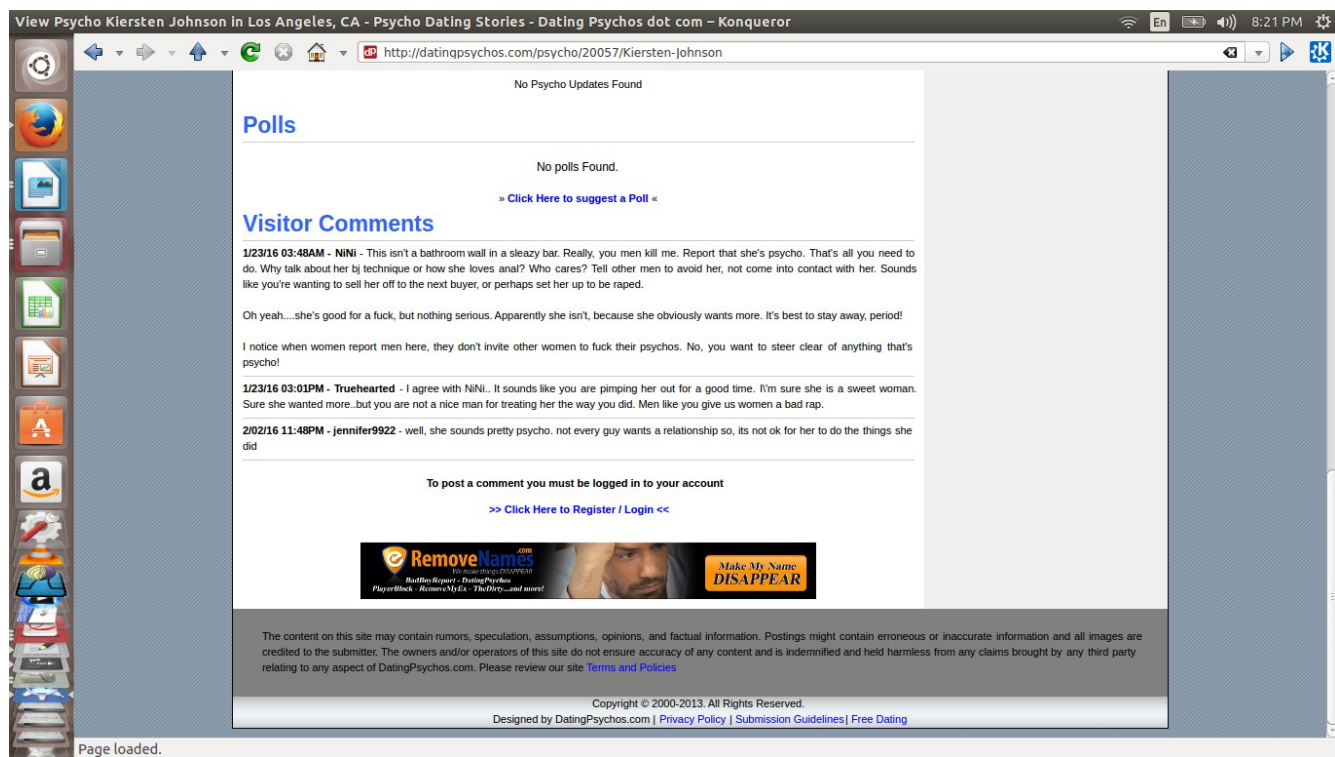 View Psycho Kiersten Johnson in Los Angeles, CA - Psycho Dating Stories - Dating Psychos dot com – Konqueror
En
8:21 PM
dP
http://datingpsychos.com/psycho/20057/Kiersten-Johnson
No Psycho Updates Found
Polls
No polls Found.
» Click Here to suggest a Poll «
Visitor Comments
1/23/16 03:48AM - NiNi - This isn't a bathroom wall in a sleazy bar. Really, you men kill me. Report that she's psycho. That's all you need to
do. Why talk about her bj technique or how she loves anal? Who cares? Tell other men to avoid her, not come into contact with her. Sounds
like you're wanting to sell her off to the next buyer, or perhaps set her up to be raped.
Oh yeah....she's good for a fuck, but nothing serious. Apparently she isn't, because she obviously wants more. It's best to stay away, period!
I notice when women report men here, they don't invite other women to fuck their psychos. No, you want to steer clear of anything that's
psycho!
1/23/16 03:01PM - Truehearted - I agree with NiNi.. It sounds like you are pimping her out for a good time. I\'m sure she is a sweet woman.
Sure she wanted more..but you are not a nice man for treating her the way you did. Men like you give us women a bad rap.
2/02/16 11:48PM - jennifer9922 - well, she sounds pretty psycho. not every guy wants a relationship so, its not ok for her to do the things she
did
To post a comment you must be logged in to your account
>> Click Here to Register / Login <<
RemoveNames.com
We make things DISAPPEAR
BadBoyReport - DatingPsychos
PlayerBlock - RemoveMyEx - TheDirty...and more!
Make My Name
DISAPPEAR
The content on this site may contain rumors, speculation, assumptions, opinions, and factual information. Postings might contain erroneous or inaccurate information and all images are
credited to the submitter. The owners and/or operators of this site do not ensure accuracy of any content and is indemnified and held harmless from any claims brought by any third party
relating to any aspect of DatingPsychos.com. Please review our site Terms and Policies
Copyright © 2000-2013. All Rights Reserved.
Designed by DatingPsychos.com | Privacy Policy | Submission Guidelines| Free Dating
Page loaded.